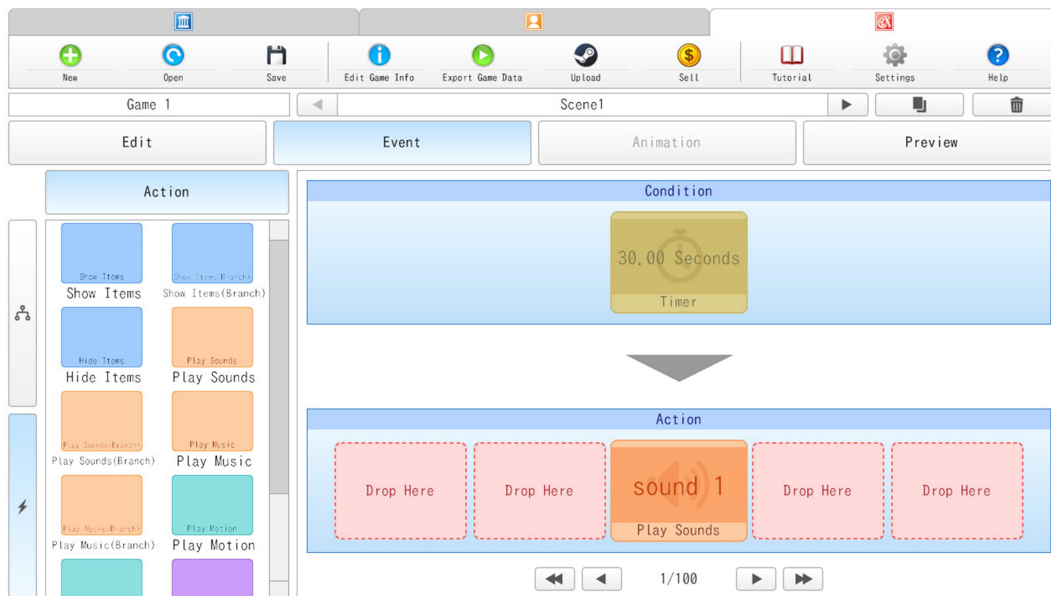 New Open Save Edit Game Info Export Game Data Upload Sell Tutorial Settings Help
Game 1 Scene1
Edit Event Animation Preview
Action
Condition
30.00 Seconds
Timer
Show Items Show Items(Branch)
Show Items Show Items(Branch)
Hide Items Play Sounds
Hide Items Play Sounds
Play Sounds(Branch) Play Music
Play Sounds(Branch) Play Music
Play Music(Branch) Play Motion
Play Music(Branch) Play Motion
Action
Drop Here Drop Here sound 1 Drop Here Drop Here
Play Sounds
1/100